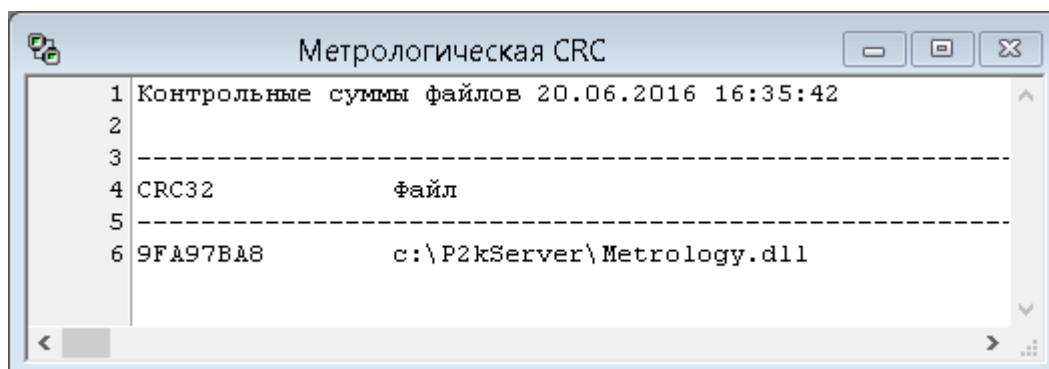 Метрологическая CRC
1 Контрольные суммы файлов 20.06.2016 16:35:42
2
3 -------------------------------------------------------
4 CRC32 Файл
5 -------------------------------------------------------
6 9FA97BA8 c:\P2kServer\Metrology.dll